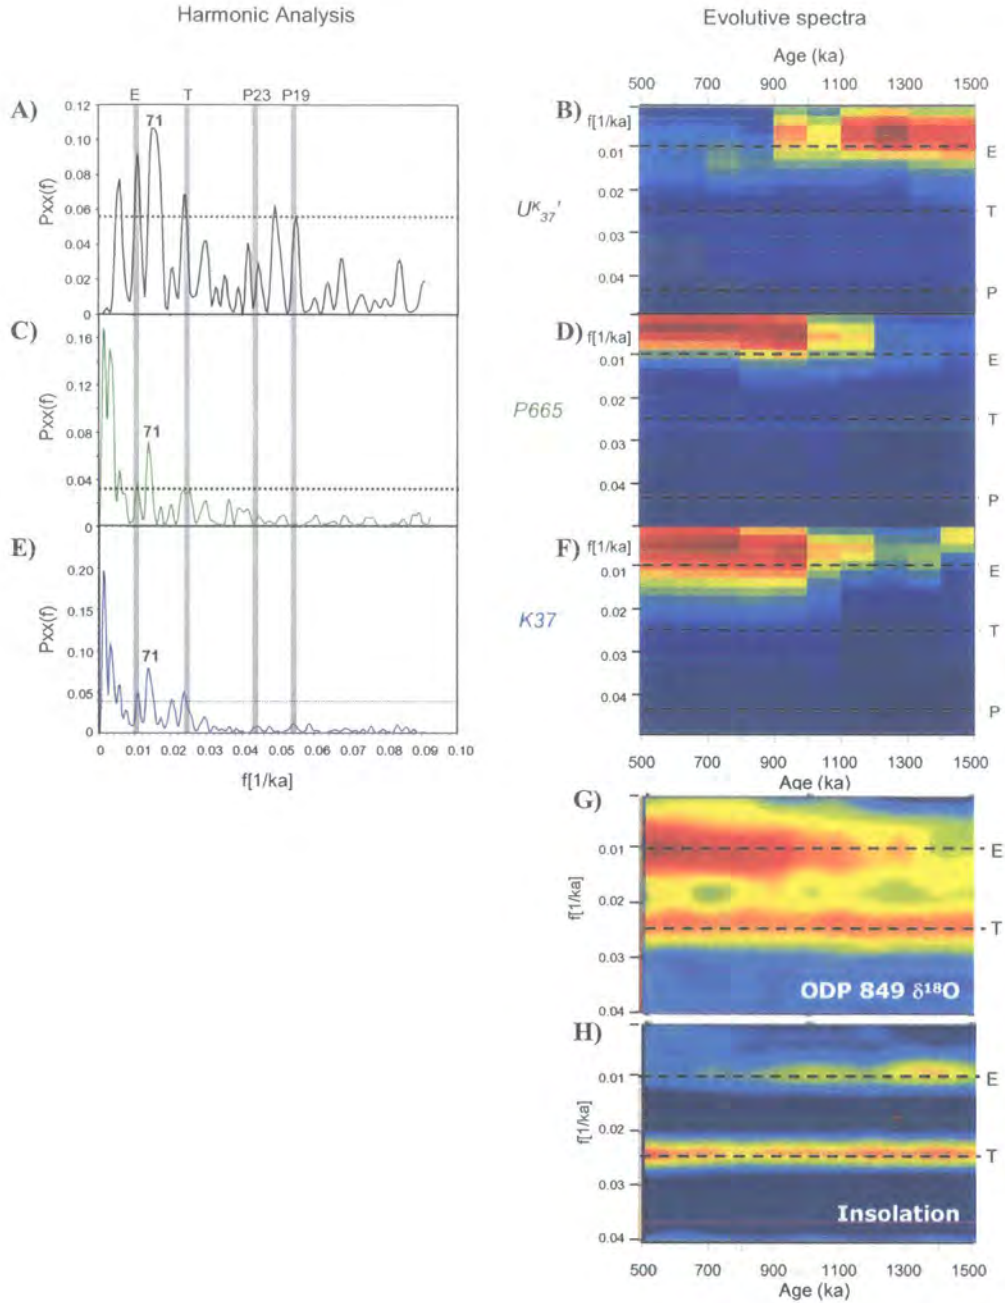 Harmonic Analysis
Evolutive spectra
Age (ka)
E T P23 P19
500 700 900 1100 1300 1500
A)
0.12
0.10
0.08
0.06
0.04
0.02
0
Pxx(f)
71
B)
f[1/ka]
0.01
0.02
0.03
0.04
E
T
P
U^K_37'
C)
0.16
0.12
0.08
0.04
0
Pxx(f)
71
D)
f[1/ka]
0.01
0.02
0.04
E
T
P
P665
E)
0.20
0.15
0.10
0.05
0
Pxx(f)
71
0 0.01 0.02 0.03 0.04 0.05 0.06 0.07 0.08 0.09 0.10
f[1/ka]
F)
f[1/ka]
0.01
0.02
0.04
E
T
P
K37
500 700 900 1100 1300 1500
Age (ka)
G)
f[1/ka]
0.01
0.02
0.03
0.04
E
T
ODP 849 δ¹⁸O
H)
f[1/ka]
0.01
0.02
0.03
0.04
E
T
Insolation
500 700 900 1100 1300 1500
Age (ka)